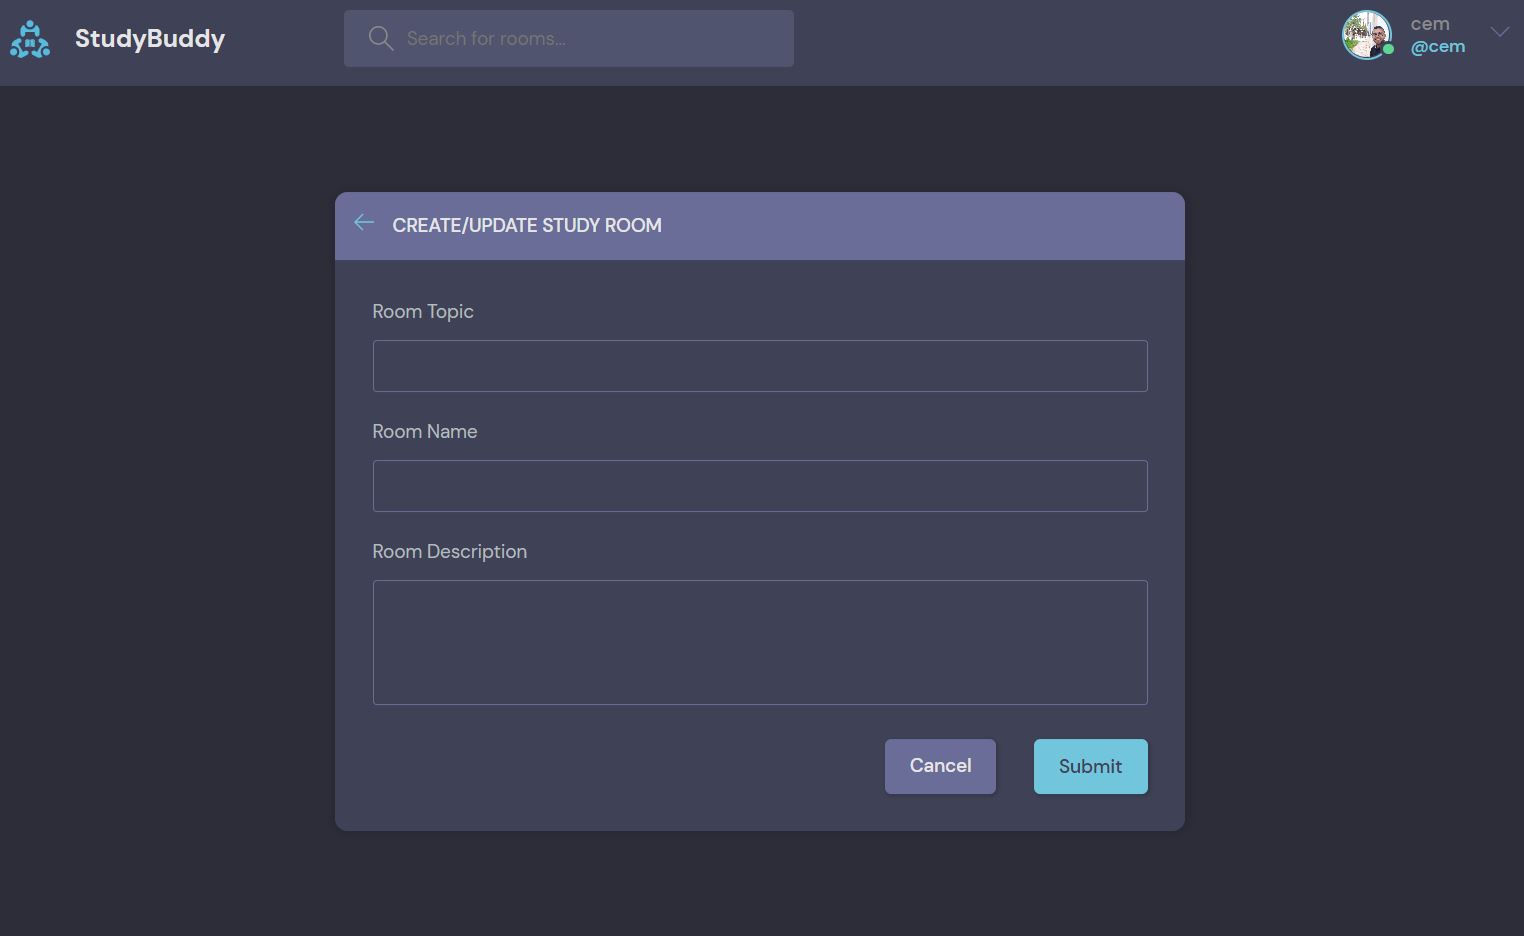 StudyBuddy
Search for rooms...
cem
@cem
CREATE/UPDATE STUDY ROOM
Room Topic
Room Name
Room Description
Cancel
Submit